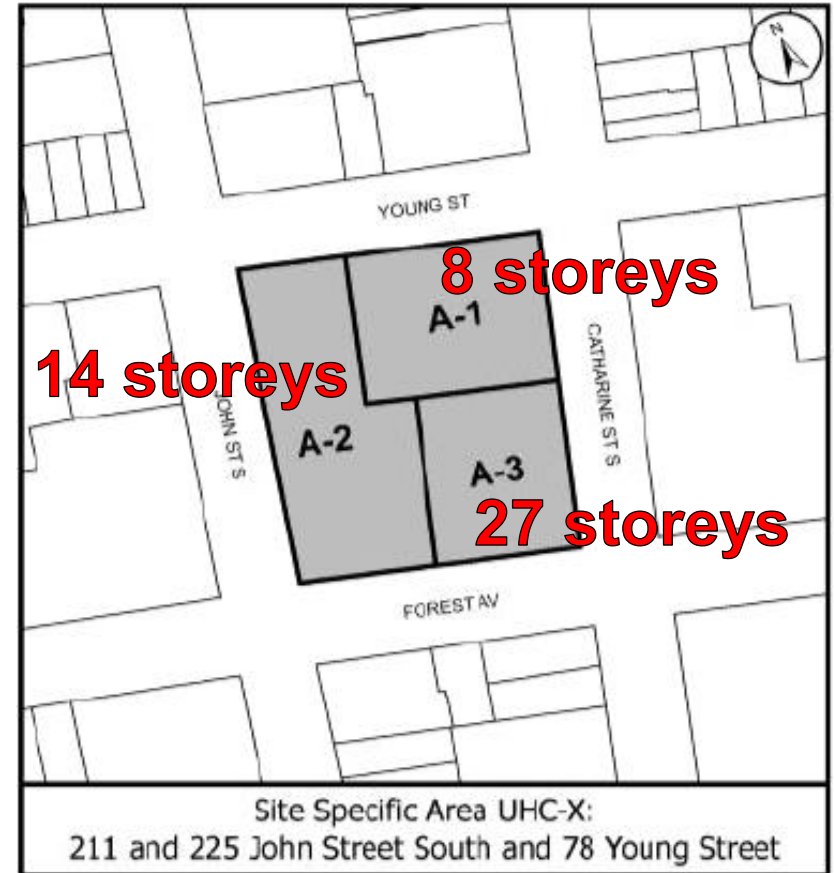 N
YOUNG ST
8 storeys
A-1
14 storeys
JOHN ST S
CATHARINE ST S
A-2
A-3
27 storeys
FOREST AV
Site Specific Area UHC-X:
211 and 225 John Street South and 78 Young Street